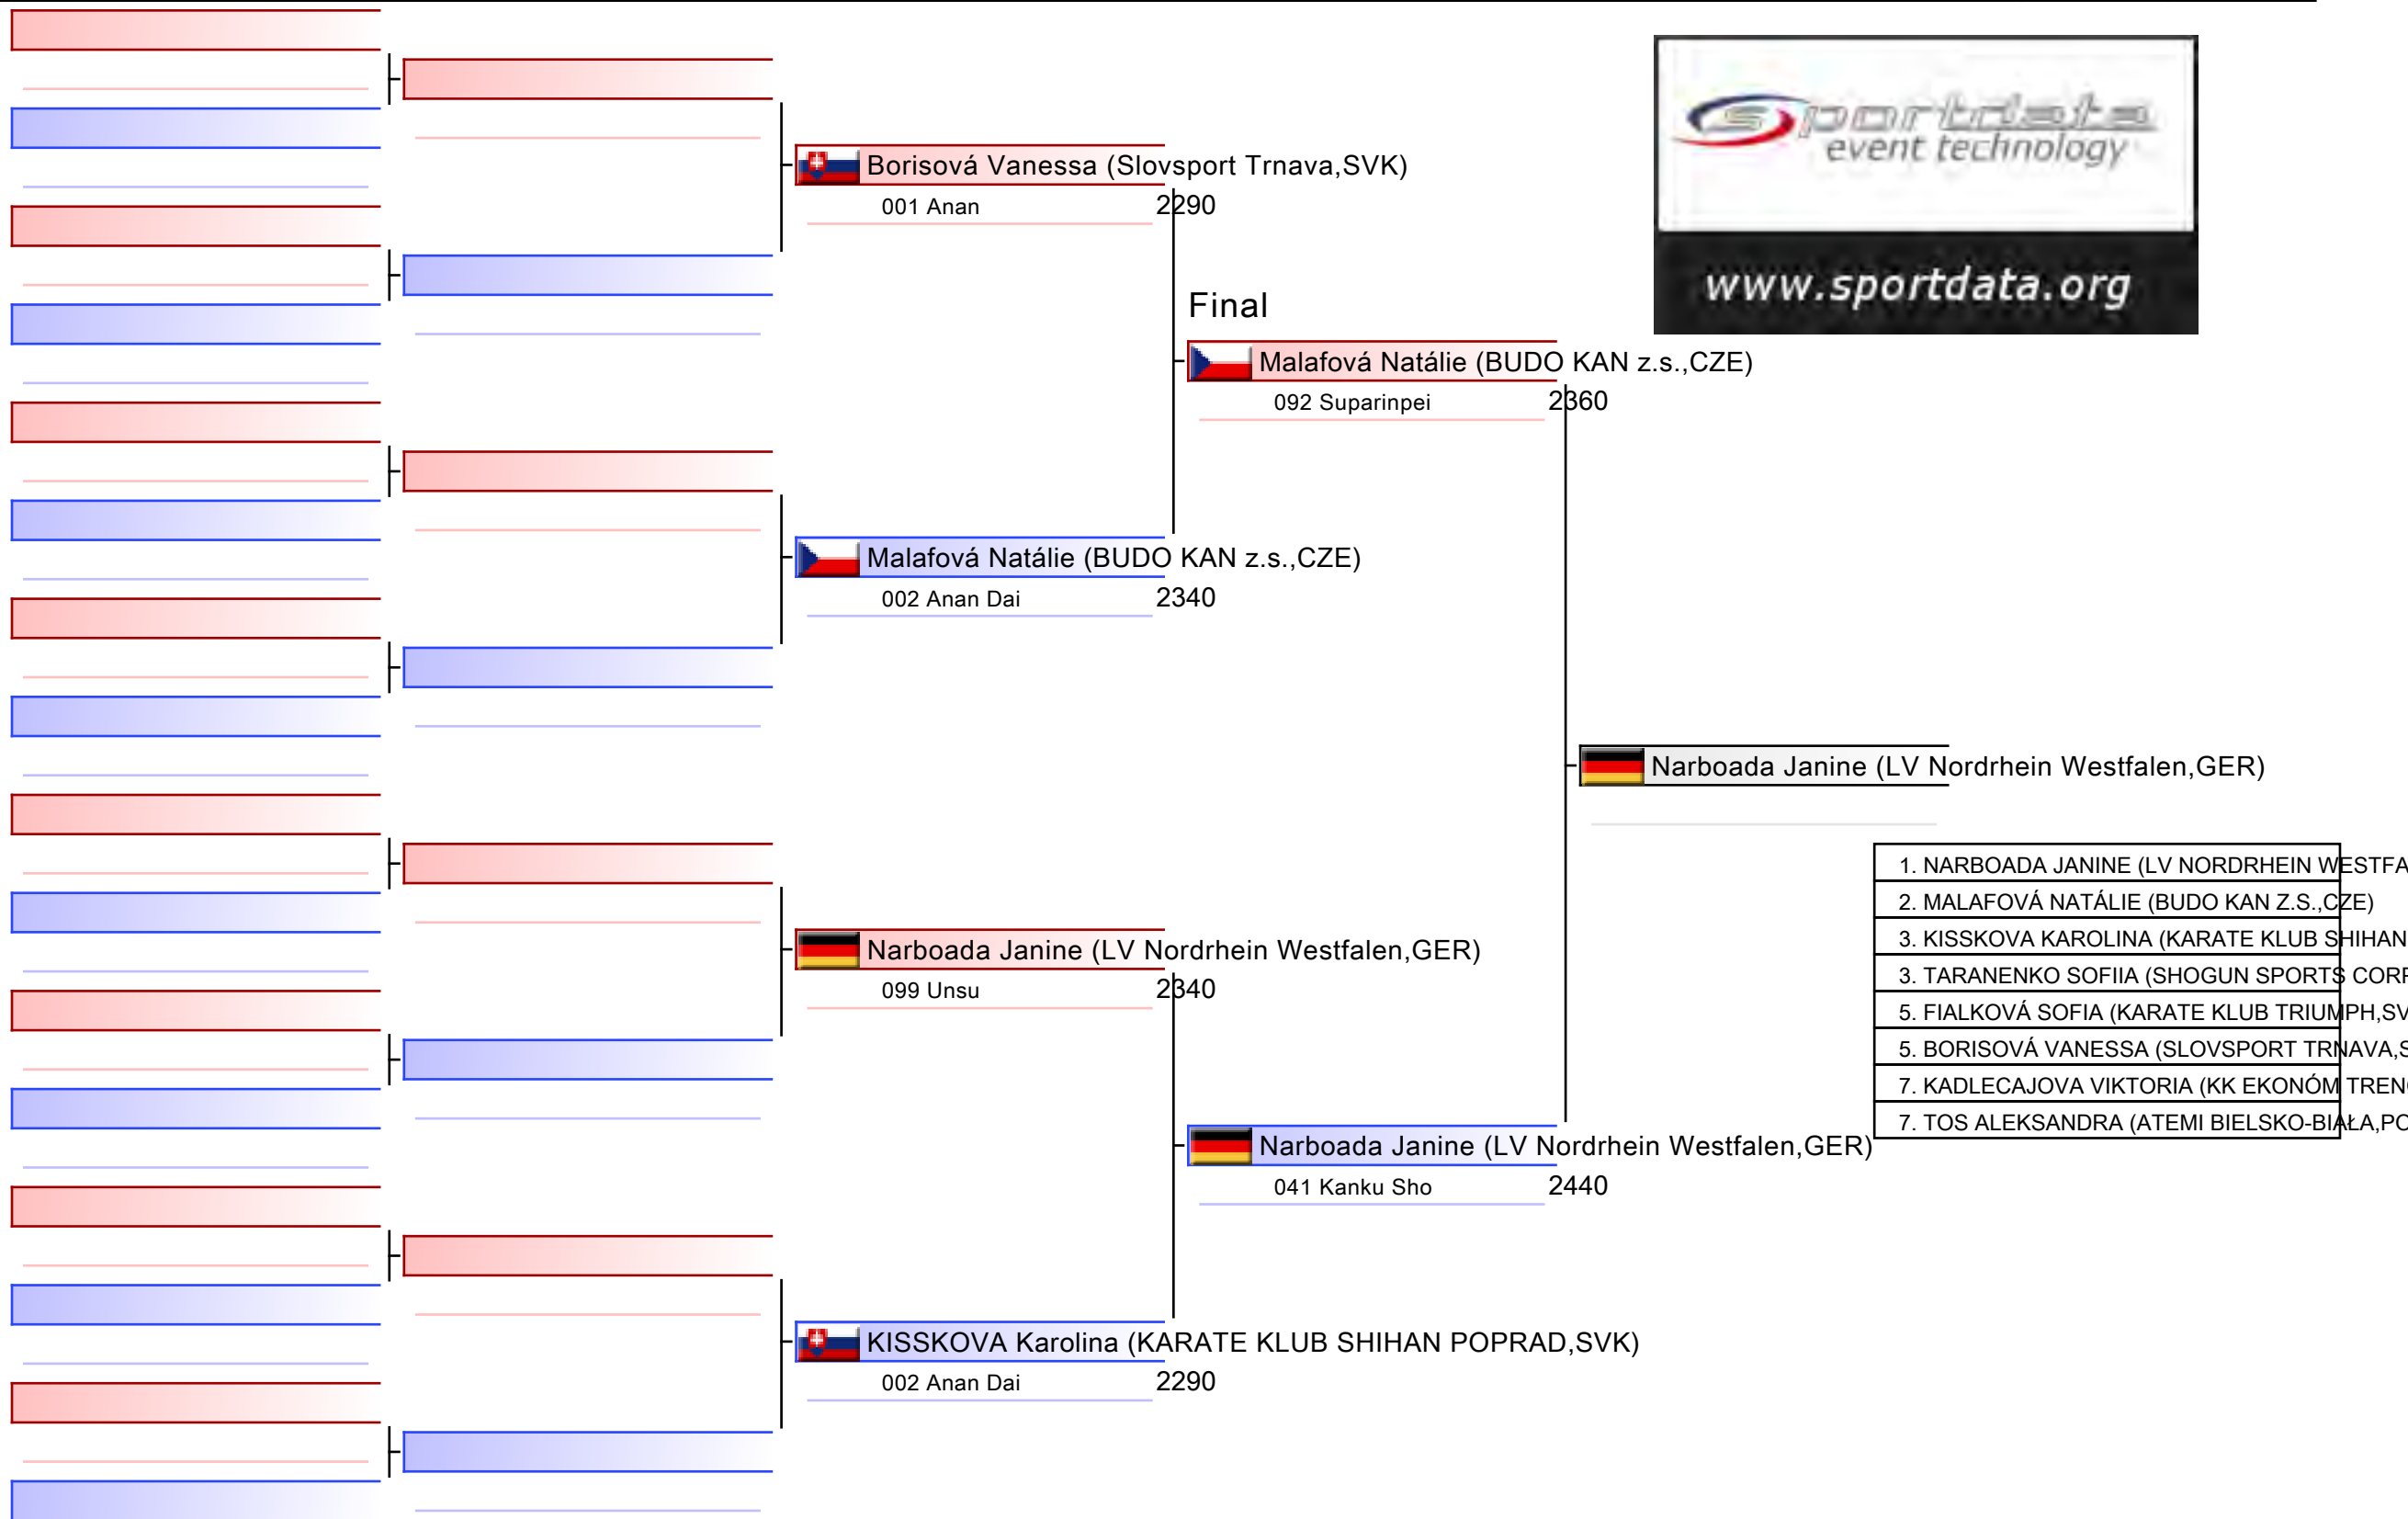 sportdata
event technology
www.sportdata.org
Borisová Vanessa (Slovsport Trnava,SVK)
001 Anan 2290
Final
Malafová Natálie (BUDO KAN z.s.,CZE)
092 Suparinpei 2360
Malafová Natálie (BUDO KAN z.s.,CZE)
002 Anan Dai 2340
Narboada Janine (LV Nordrhein Westfalen,GER)
1. NARBOADA JANINE (LV NORDRHEIN WESTFA
2. MALAFOVÁ NATÁLIE (BUDO KAN Z.S.,CZE)
3. KISSKOVA KAROLINA (KARATE KLUB SHIHAN
3. TARANENKO SOFIIA (SHOGUN SPORTS CORP
5. FIALKOVÁ SOFIA (KARATE KLUB TRIUMPH,SV
5. BORISOVÁ VANESSA (SLOVSPORT TRNAVA,S
7. KADLECAJOVA VIKTORIA (KK EKONÓM TREN
7. TOS ALEKSANDRA (ATEMI BIELSKO-BIAŁA,PO
Narboada Janine (LV Nordrhein Westfalen,GER)
099 Unsu 2340
Narboada Janine (LV Nordrhein Westfalen,GER)
041 Kanku Sho 2440
KISSKOVA Karolina (KARATE KLUB SHIHAN POPRAD,SVK)
002 Anan Dai 2290